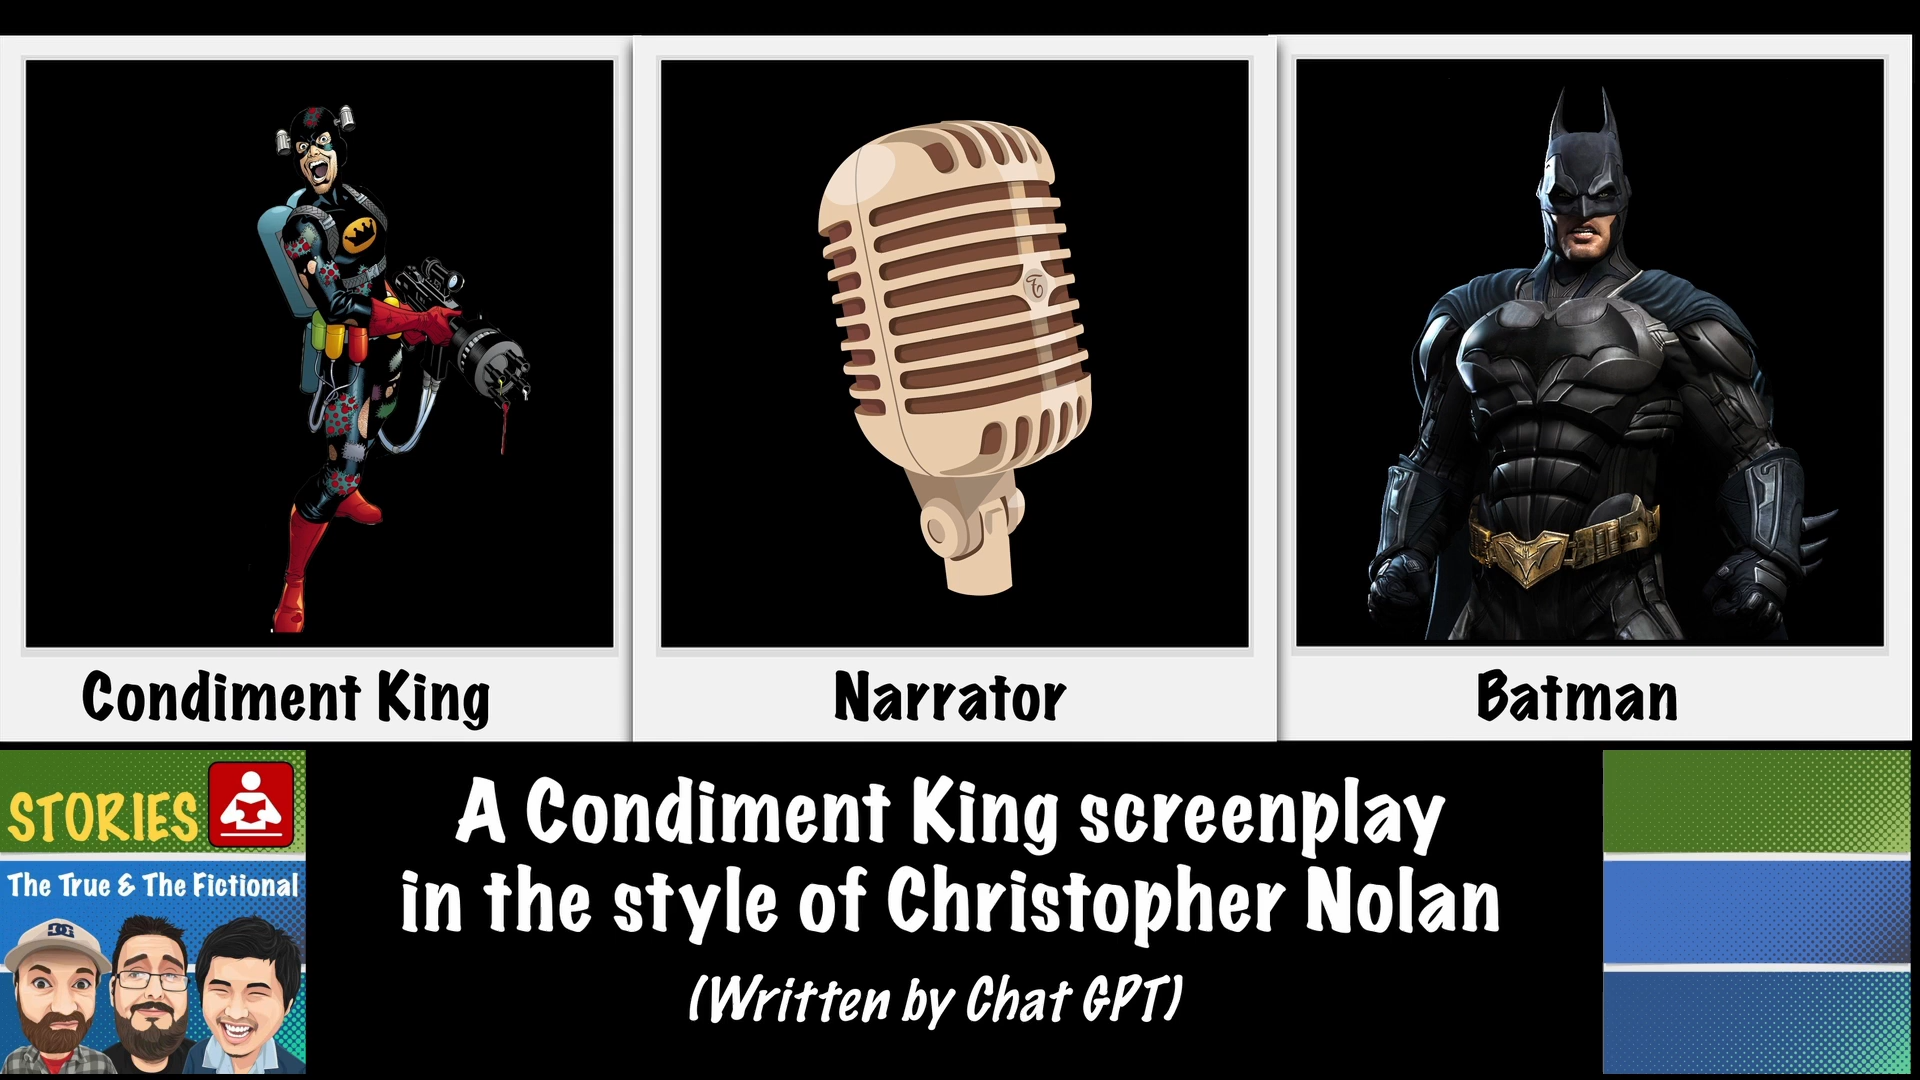 Condiment King
Narrator
Batman
STORIES
The True & The Fictional
DG
A Condiment King screenplay
in the style of Christopher Nolan
(Written by Chat GPT)